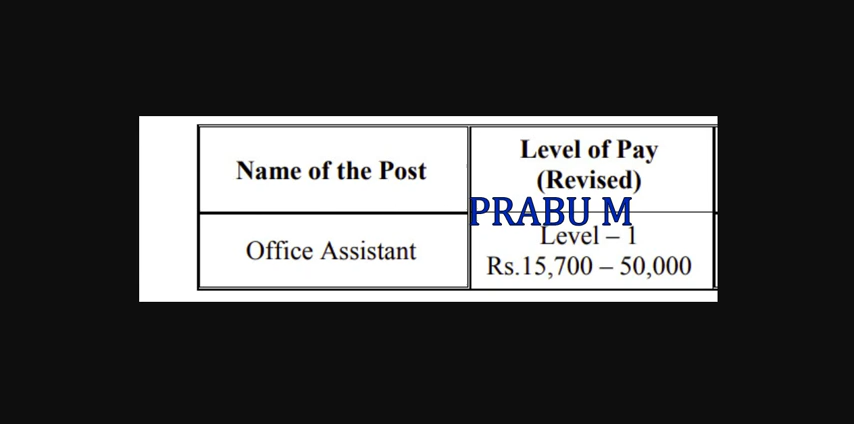 Name of the Post
Level of Pay
(Revised)
PRABU M
Office Assistant
Level – 1
Rs.15,700 – 50,000